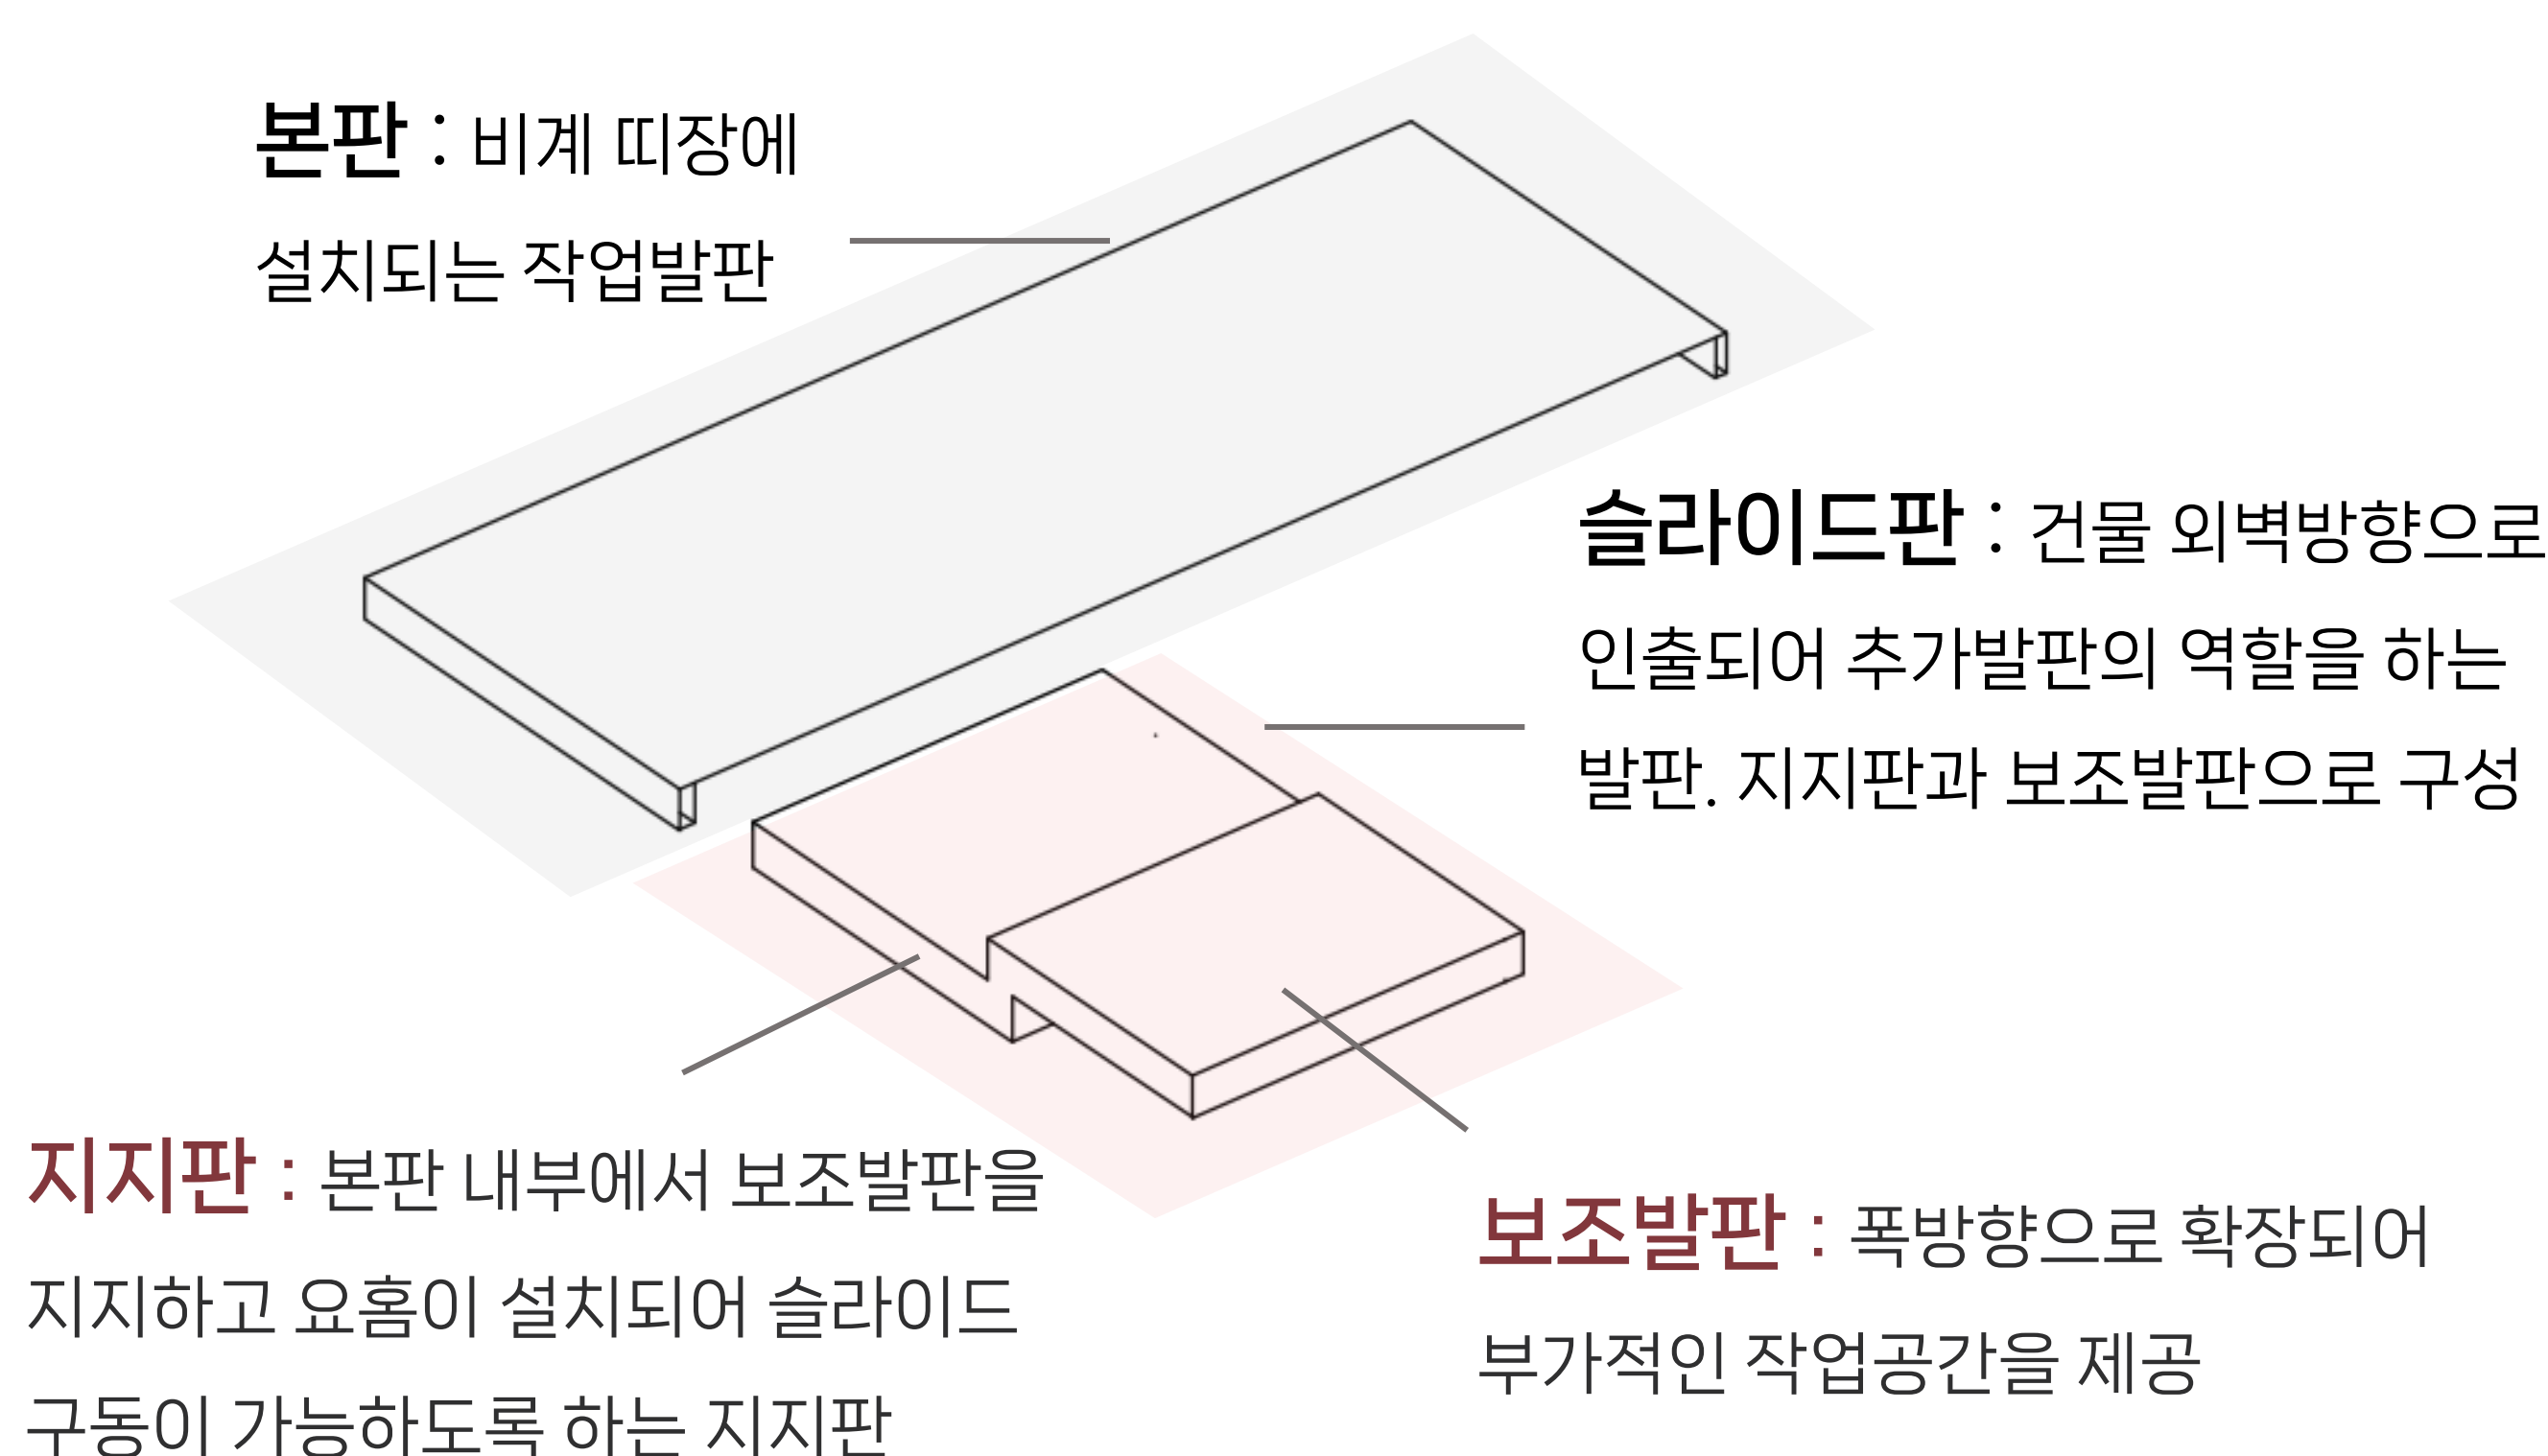 본판 : 비계 띠장에
설치되는 작업발판
슬라이드판 : 건물 외벽방향으로
인출되어 추가발판의 역할을 하는
발판. 지지판과 보조발판으로 구성
지지판 : 본판 내부에서 보조발판을
지지하고 요홈이 설치되어 슬라이드
구동이 가능하도록 하는 지지판
보조발판 : 폭방향으로 확장되어
부가적인 작업공간을 제공